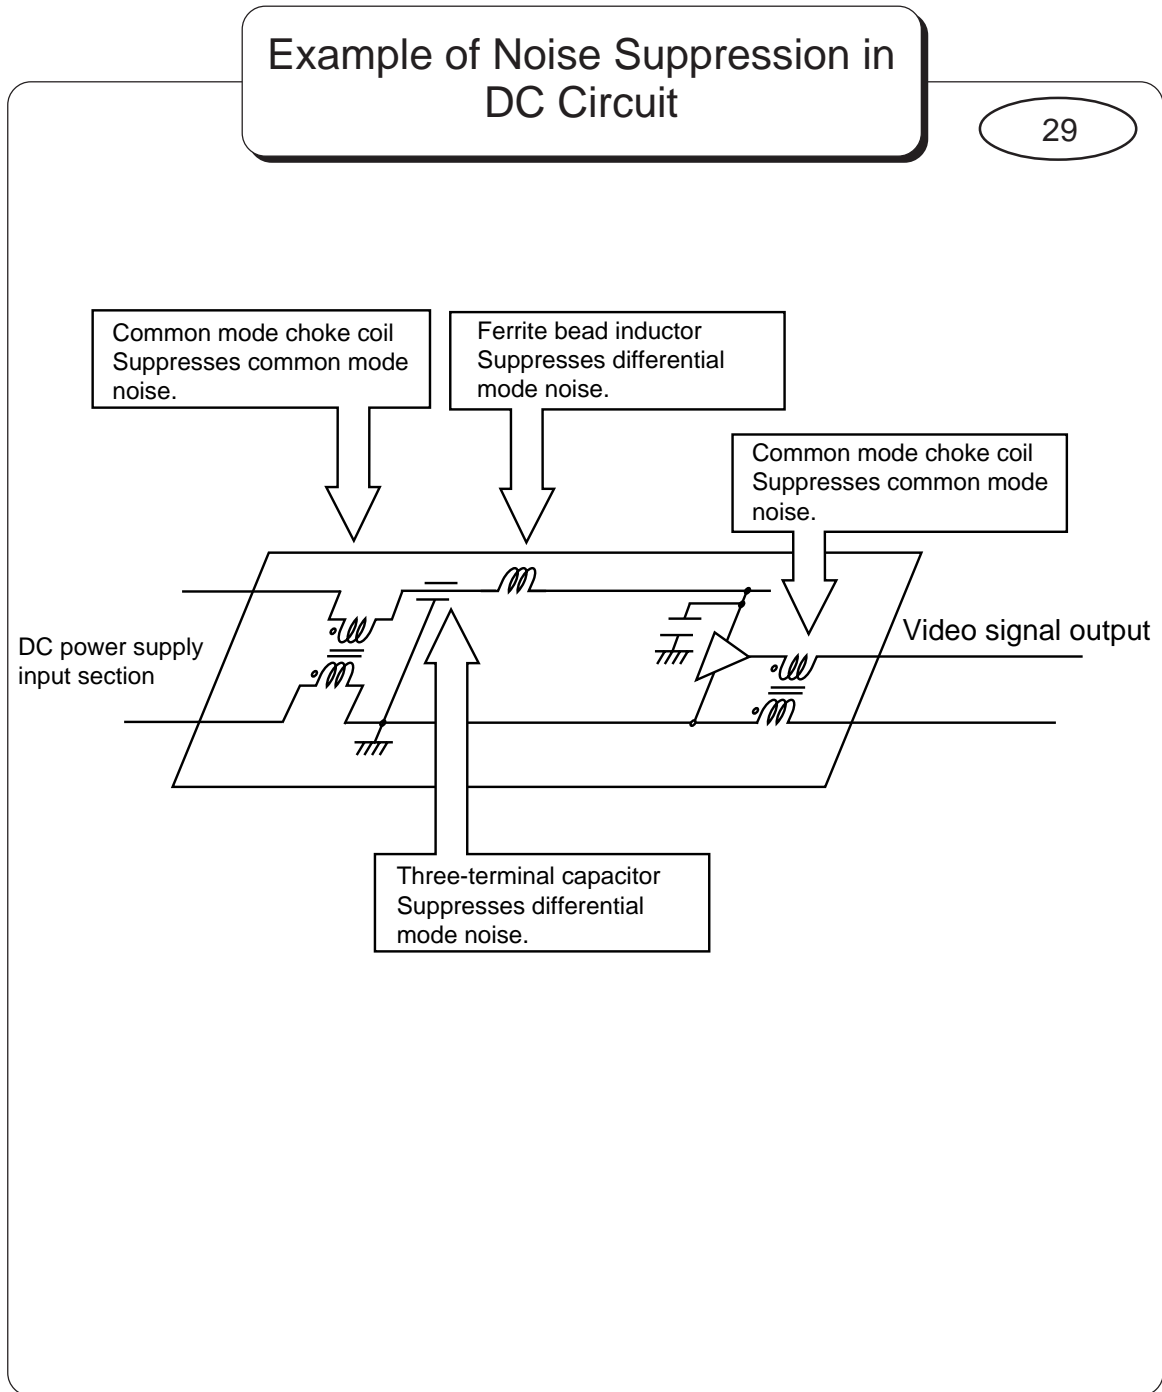 Example of Noise Suppression in
DC Circuit
29
Common mode choke coil
Suppresses common mode
noise.
Ferrite bead inductor
Suppresses differential
mode noise.
Common mode choke coil
Suppresses common mode
noise.
DC power supply
input section
Video signal output
Three-terminal capacitor
Suppresses differential
mode noise.